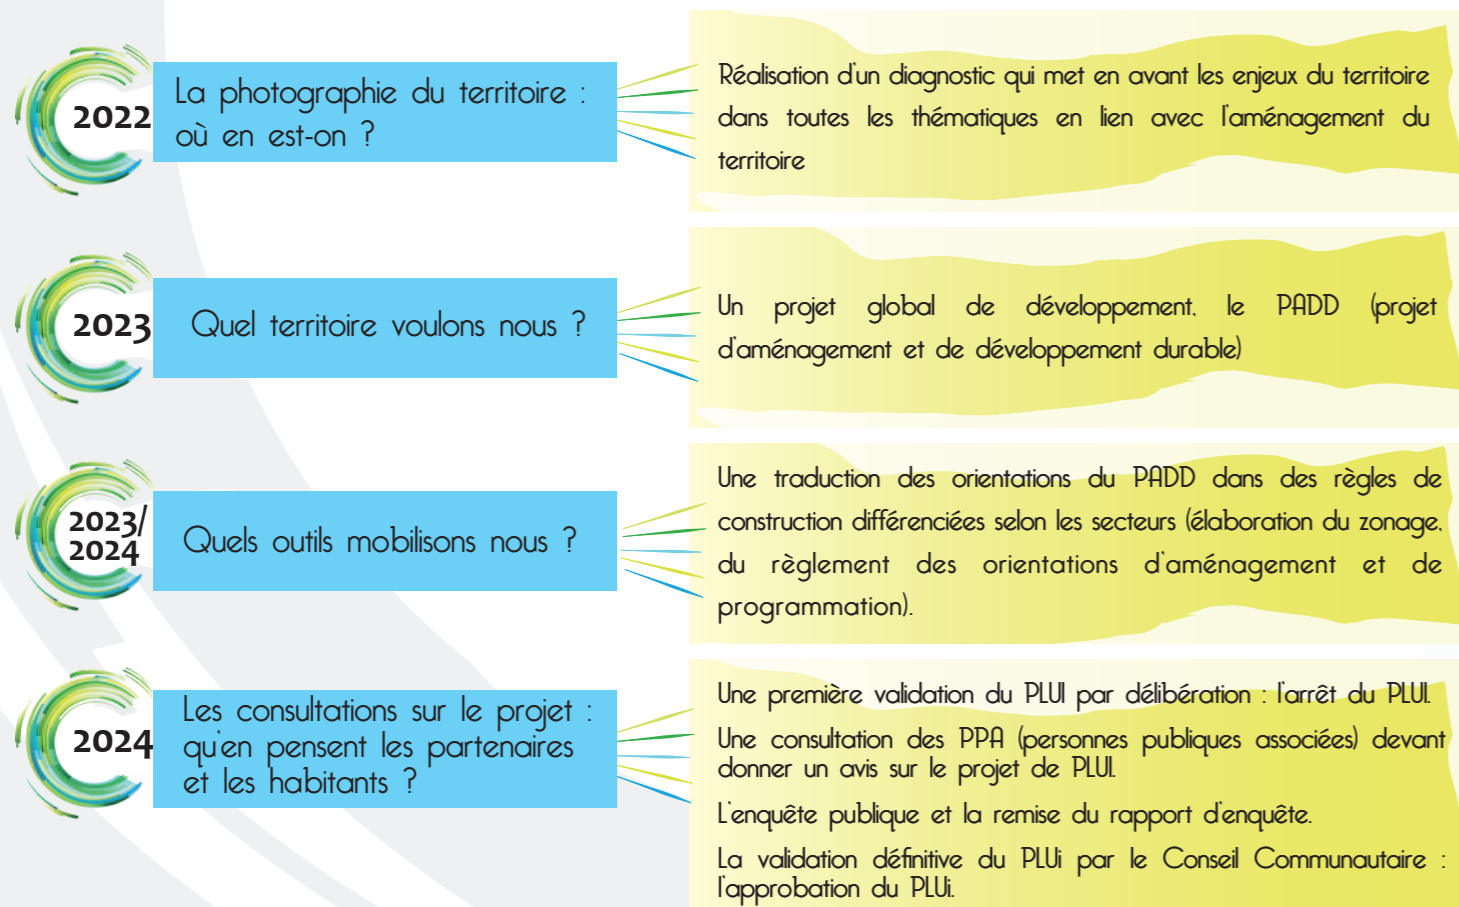 2022
La photographie du territoire :
où en est-on ?
Réalisation d'un diagnostic qui met en avant les enjeux du territoire
dans toutes les thématiques en lien avec l'aménagement du
territoire
2023
Quel territoire voulons nous ?
Un projet global de développement, le PADD (projet
d'aménagement et de développement durable)
2023/
2024
Quels outils mobilisons nous ?
Une traduction des orientations du PADD dans des règles de
construction différenciées selon les secteurs (élaboration du zonage,
du règlement des orientations d'aménagement et de
programmation).
2024
Les consultations sur le projet :
qu'en pensent les partenaires
et les habitants ?
Une première validation du PLUI par délibération : l'arrêt du PLUI.
Une consultation des PPA (personnes publiques associées) devant
donner un avis sur le projet de PLUI.
L'enquête publique et la remise du rapport d'enquête.
La validation définitive du PLUi par le Conseil Communautaire :
l'approbation du PLUi.